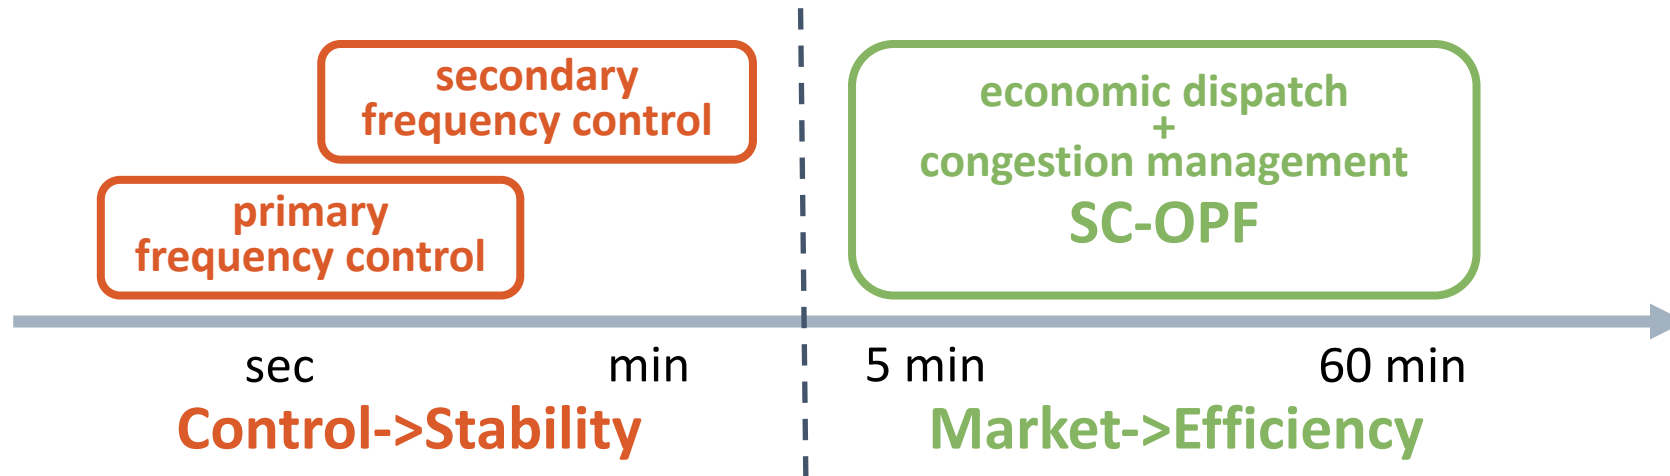 secondary
frequency control
primary
frequency control
economic dispatch
+
congestion management
SC-OPF
sec
min
5 min
60 min
Control->Stability
Market->Efficiency